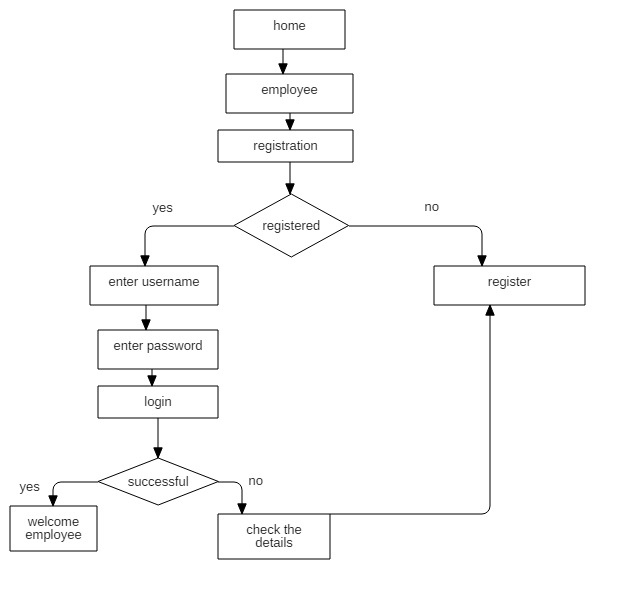 home
employee
registration
yes
no
registered
enter username
register
enter password
login
yes
successful
no
welcome
employee
check the
details